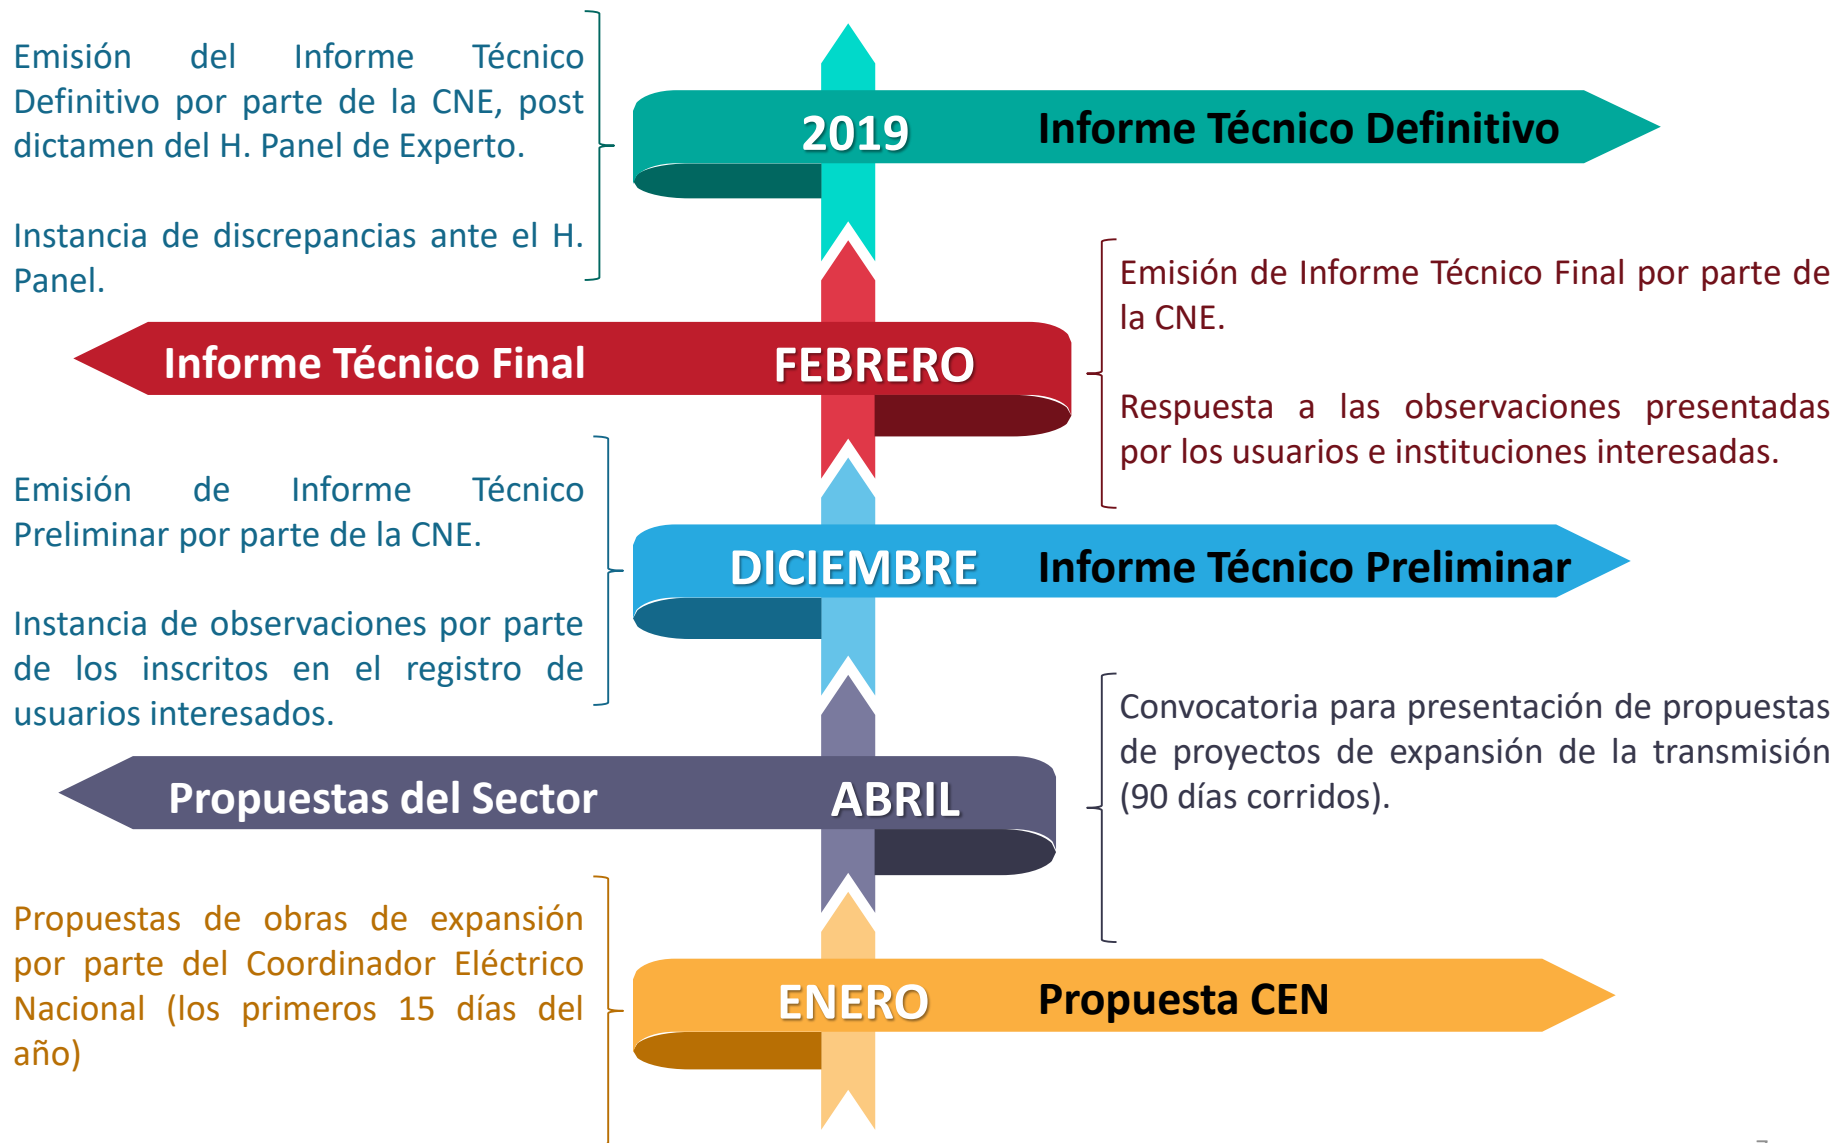 Emisión del Informe Técnico
Definitivo por parte de la CNE, post
dictamen del H. Panel de Experto.
Instancia de discrepancias ante el H.
Panel.
2019
Informe Técnico Definitivo
Emisión de Informe Técnico Final por parte de
la CNE.
Respuesta a las observaciones presentadas
por los usuarios e instituciones interesadas.
Informe Técnico Final
FEBRERO
Emisión de Informe Técnico
Preliminar por parte de la CNE.
Instancia de observaciones por parte
de los inscritos en el registro de
usuarios interesados.
DICIEMBRE
Informe Técnico Preliminar
Convocatoria para presentación de propuestas
de proyectos de expansión de la transmisión
(90 días corridos).
Propuestas del Sector
ABRIL
Propuestas de obras de expansión
por parte del Coordinador Eléctrico
Nacional (los primeros 15 días del
año)
ENERO
Propuesta CEN